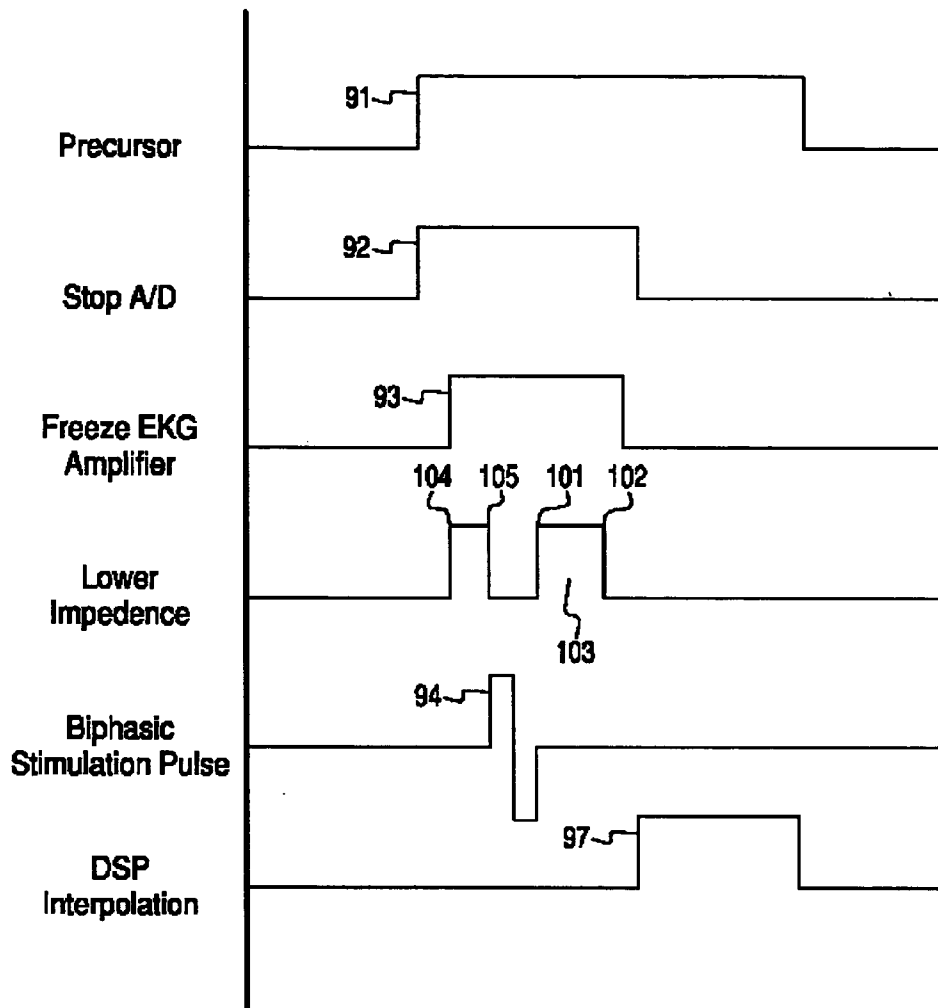 91
Precursor
92
Stop A/D
93
Freeze EKG
Amplifier
104 105 101 102
Lower
Impedence
103
94
Biphasic
Stimulation Pulse
97
DSP
Interpolation